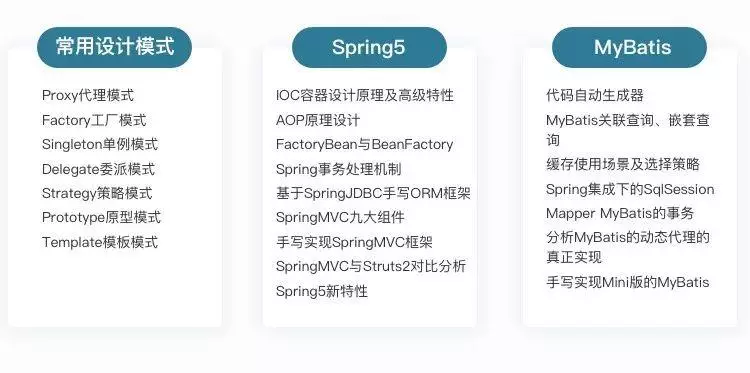 常用设计模式
Proxy代理模式
Factory工厂模式
Singleton单例模式
Delegate委派模式
Strategy策略模式
Prototype原型模式
Template模板模式
Spring5
IOC容器设计原理及高级特性
AOP原理设计
FactoryBean与BeanFactory
Spring事务处理机制
基于SpringJDBC手写ORM框架
SpringMVC九大组件
手写实现SpringMVC框架
SpringMVC与Struts2对比分析
Spring5新特性
MyBatis
代码自动生成器
MyBatis关联查询、嵌套查
询
缓存使用场景及选择策略
Spring集成下的SqlSession
Mapper MyBatis的事务
分析MyBatis的动态代理的
真正实现
手写实现Mini版的MyBatis